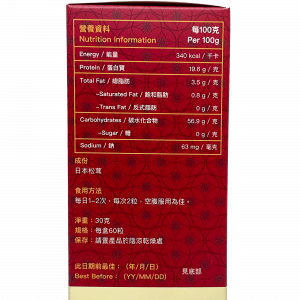 營養資料 每100克
Nutrition Information Per 100g
Energy / 能量 340 kcal / 千卡
Protein / 蛋白質 19.6 g / 克
Total Fat / 總脂肪 3.5 g / 克
–Saturated Fat / 飽和脂肪 0.8 g / 克
–Trans Fat / 反式脂肪 0 g / 克
Carbohydrates / 碳水化合物 56.9 g / 克
–Sugar / 糖 0 g / 克
Sodium / 鈉 63 mg / 毫克
成份
日本松茸
食用方法
每日1-2次，每次2粒，空腹服用為佳。
淨重：30克
規格：每盒60粒
保存：請置產品於陰涼乾燥處
此日期前最佳：（年/月/日） 見底部
Best Before：（YY/MM/DD）